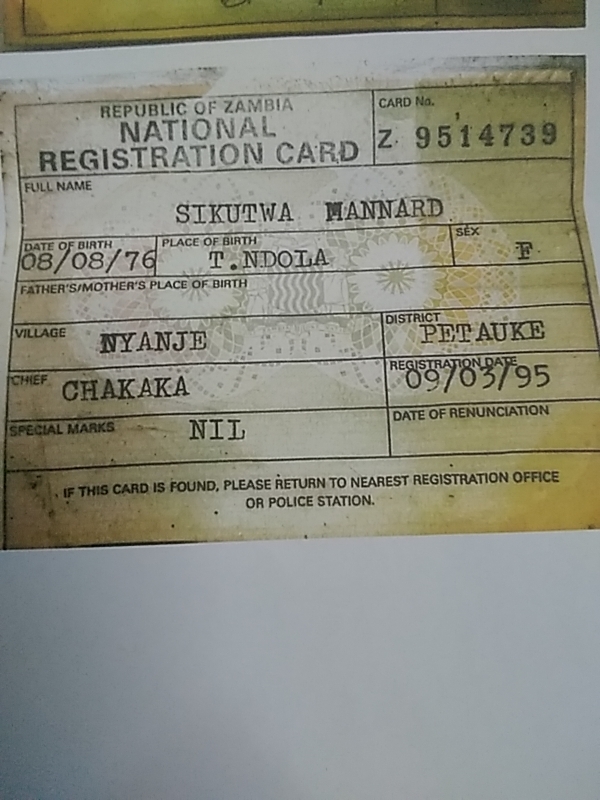 REPUBLIC OF ZAMBIA
NATIONAL
REGISTRATION CARD
CARD No.
Z 9514739
FULL NAME
SIKUTWA MANNARD
DATE OF BIRTH
08/08/76
PLACE OF BIRTH
T.NDOLA
SEX
F
FATHER'S/MOTHER'S PLACE OF BIRTH
VILLAGE
NYANJE
DISTRICT
PETAUKE
CHIEF
CHAKAKA
REGISTRATION DATE
09/03/95
SPECIAL MARKS
NIL
DATE OF RENUNCIATION
IF THIS CARD IS FOUND, PLEASE RETURN TO NEAREST REGISTRATION OFFICE
OR POLICE STATION.